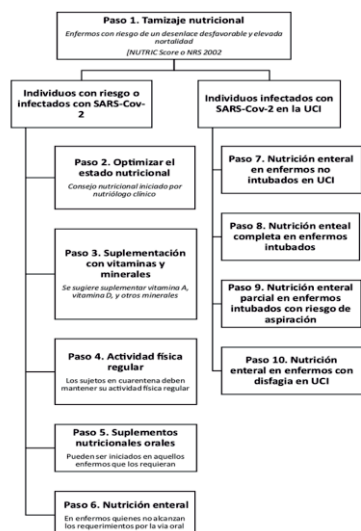 Paso 1. Tamizaje nutricional
Enfermos con riesgo de un desenlace desfavorable y elevada
nortalidad
[NUTRIC Score o NRS 2002
Individuos con riesgo o
infectados con SARS-Cov-
2
Individuos infectados con
SARS-Cov-2 en la UCI
Paso 2. Optimizar el
estado nutricional
Consejo nutricional iniciado por
nutriólogo clínico
Paso 3. Suplementación
con vitaminas y
minerales
Se sugiere suplementar vitamina A,
vitamina D, y otros minerales
Paso 4. Actividad física
regular
Los sujetos en cuarentena deben
mantener su actividad física regular
Paso 5. Suplementos
nutricionales orales
Pueden ser iniciados en aquellos
enfermos que los requieran
Paso 6. Nutrición enteral
En enfermos quienes no alcanzan
los requerimientos por la via oral
Paso 7. Nutrición enteral
en enfermos no
intubados en UCI
Paso 8. Nutrición enteal
completa en enfermos
intubados
Paso 9. Nutrición enteral
parcial en enfermos
intubados con riesgo de
aspiración
Paso 10. Nutrición
enteral en enfermos con
disfagia en UCI